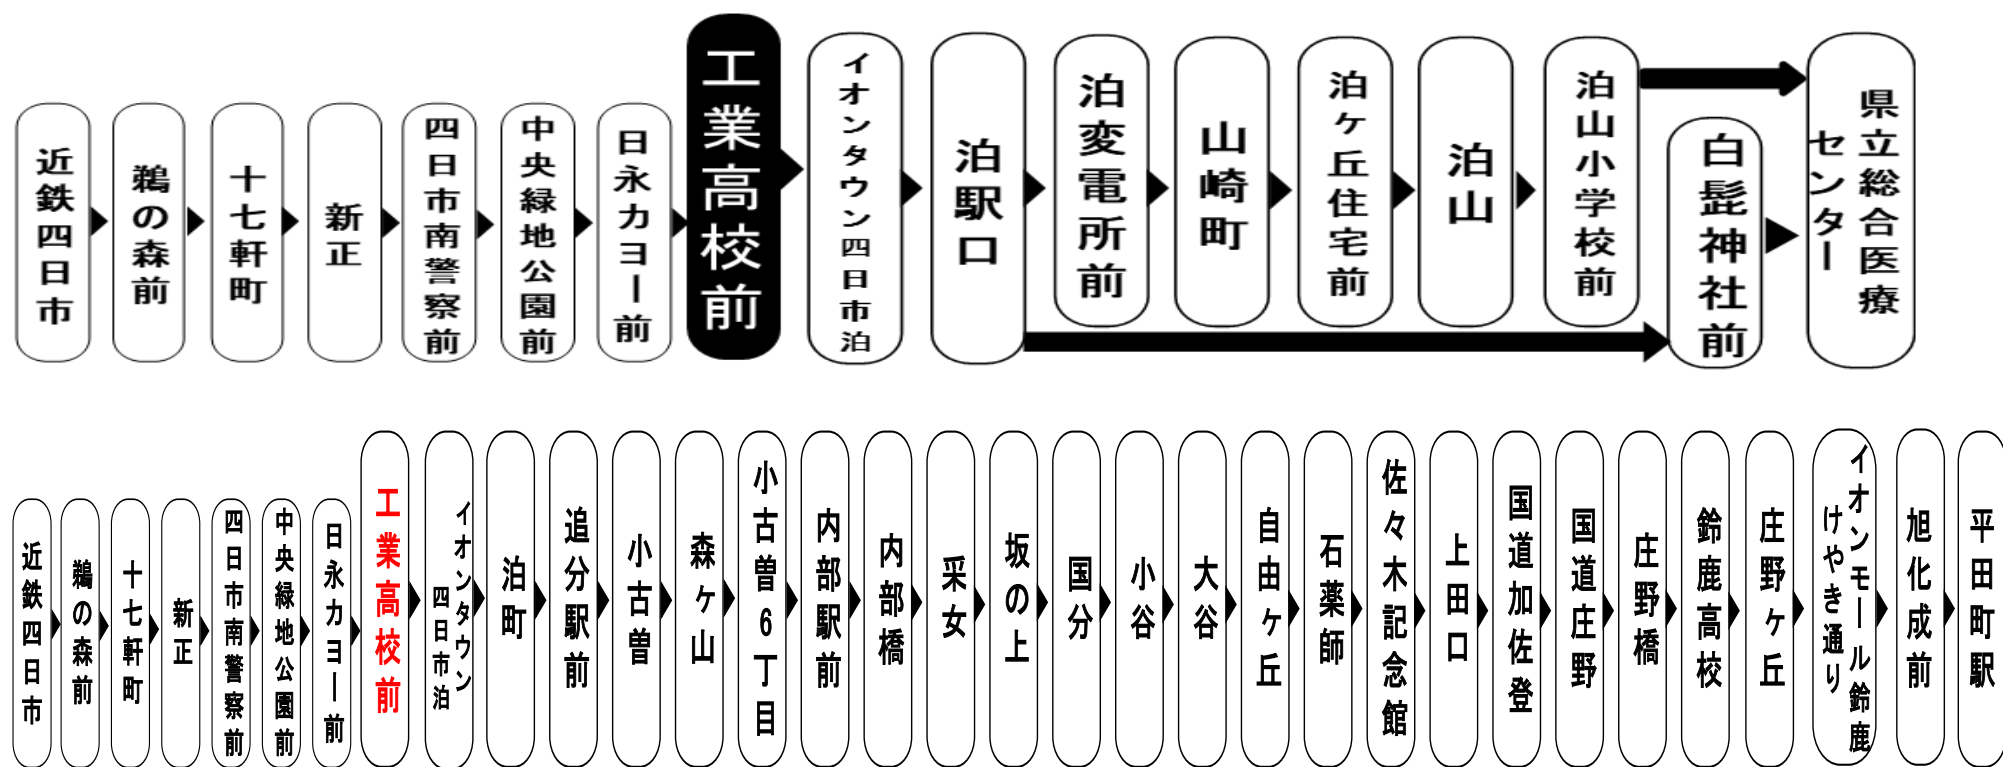 近鉄四日市
鵜の森前
十七軒町
新正
四日市南警察前
中央緑地公園前
日永カヨー前
工業高校前
イオンタウン四日市泊
泊駅口
泊変電所前
山崎町
泊ヶ丘住宅前
泊山
泊山小学校前
白髭神社前
県立総合医療
センター
近鉄四日市
鵜の森前
十七軒町
新正
四日市南警察前
中央緑地公園前
日永カヨー前
工業高校前
イオンタウン
四日市泊
泊町
追分駅前
小古曽
森ヶ山
小古曽6丁目
内部駅前
内部橋
采女
坂の上
国分
小谷
大谷
自由ヶ丘
石薬師
佐々木記念館
上田口
国道加佐登
国道庄野
庄野橋
鈴鹿高校
庄野ヶ丘
イオンモール鈴鹿
けやき通り
旭化成前
平田町駅